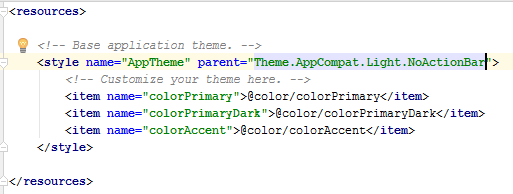 <resources>
<!-- Base application theme. -->
<style name="AppTheme" parent="Theme.AppCompat.Light.NoActionBar">
<!-- Customize your theme here. -->
<item name="colorPrimary">@color/colorPrimary</item>
<item name="colorPrimaryDark">@color/colorPrimaryDark</item>
<item name="colorAccent">@color/colorAccent</item>
</style>
</resources>